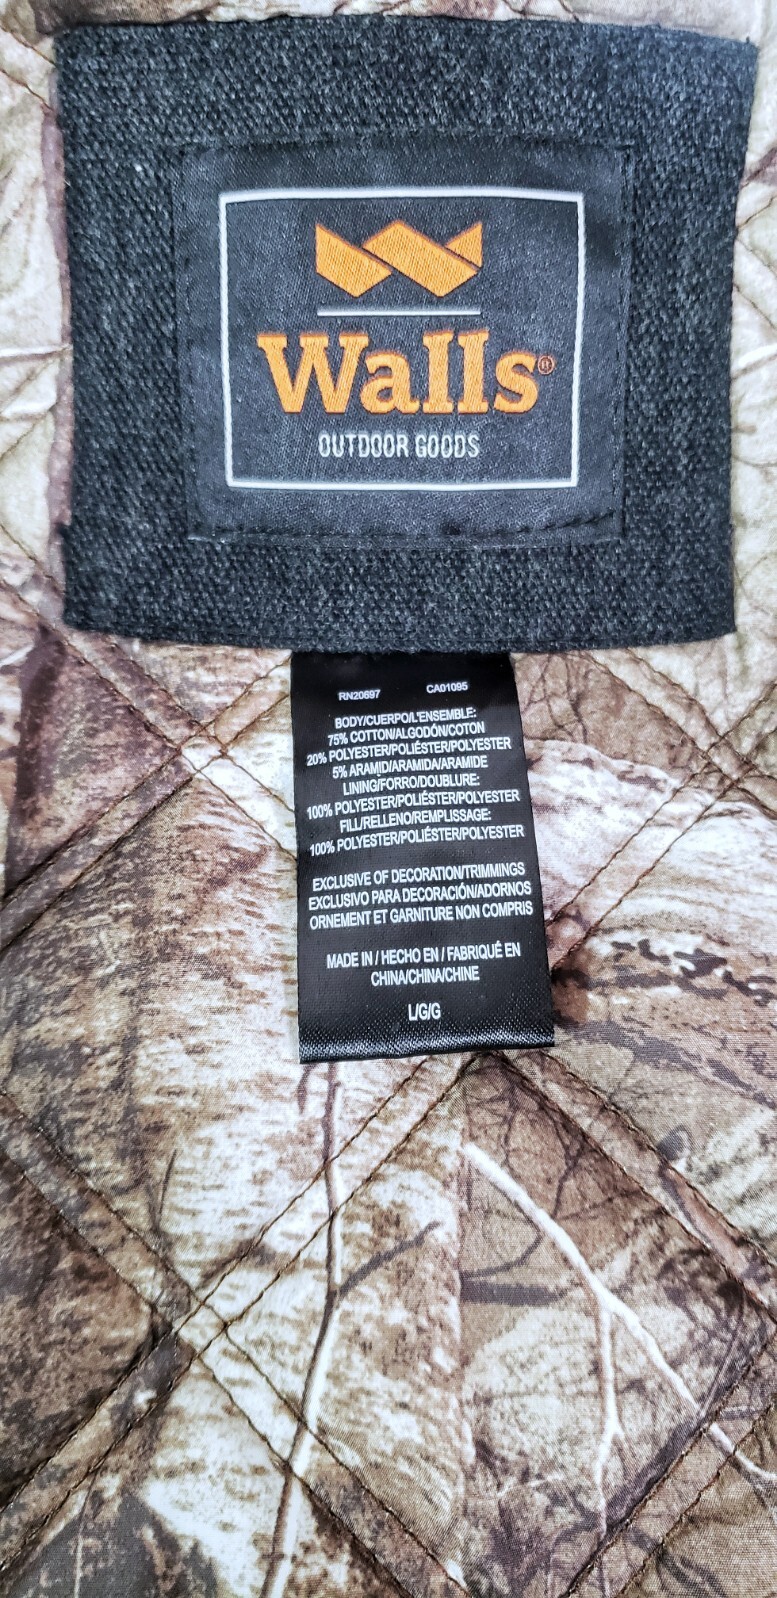 Walls®
OUTDOOR GOODS
RN20697 CA01095
BODY/CUERPO/L'ENSEMBLE:
75% COTTON/ALGODÓN/COTON
20% POLYESTER/POLIÉSTER/POLYESTER
5% ARAMID/ARAMIDA/ARAMIDE
LINING/FORRO/DOUBLURE:
100% POLYESTER/POLIÉSTER/POLYESTER
FILL/RELLENO/REMPLISSAGE:
100% POLYESTER/POLIÉSTER/POLYESTER
EXCLUSIVE OF DECORATION/TRIMMINGS
EXCLUSIVO PARA DECORACIÓN/ADORNOS
ORNEMENT ET GARNITURE NON COMPRIS
MADE IN / HECHO EN / FABRIQUÉ EN
CHINA/CHINA/CHINE
L/G/G